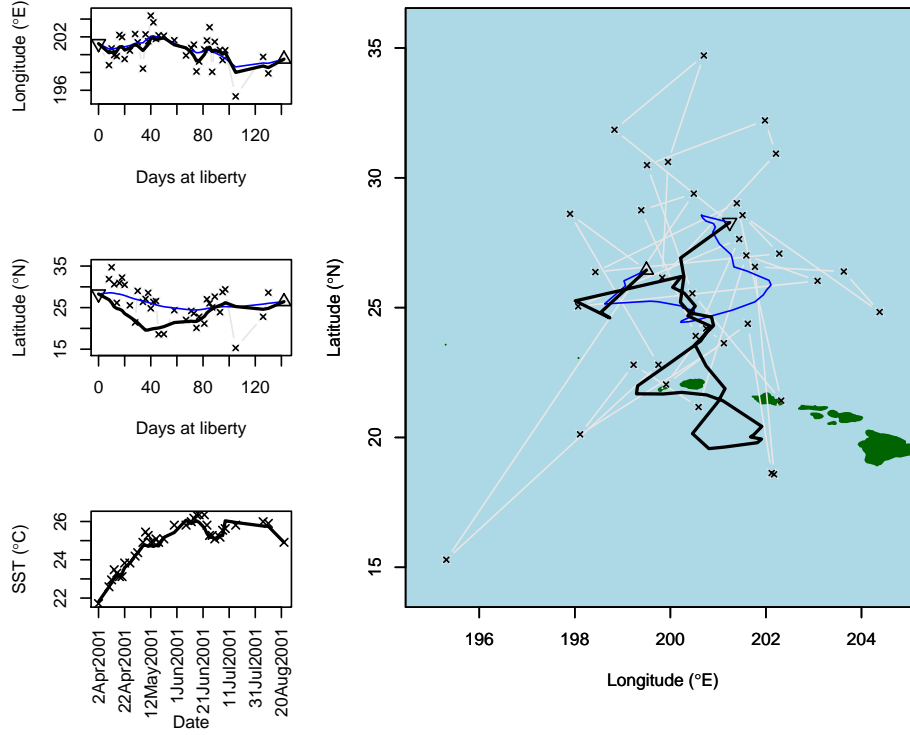 Longitude (°E)
202
196
0 40 80 120
Days at liberty
Latitude (°N)
35
25
15
0 40 80 120
Days at liberty
SST (°C)
26
24
22
2Apr2001
22Apr2001
12May2001
1Jun2001
21Jun2001
11Jul2001
31Jul2001
20Aug2001
Date
Latitude (°N)
35
30
25
20
15
196 198 200 202 204
Longitude (°E)